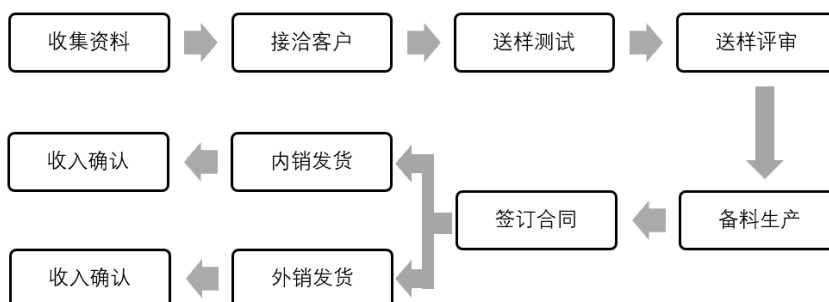 收集资料
接洽客户
送样测试
送样评审
收入确认
内销发货
签订合同
备料生产
收入确认
外销发货